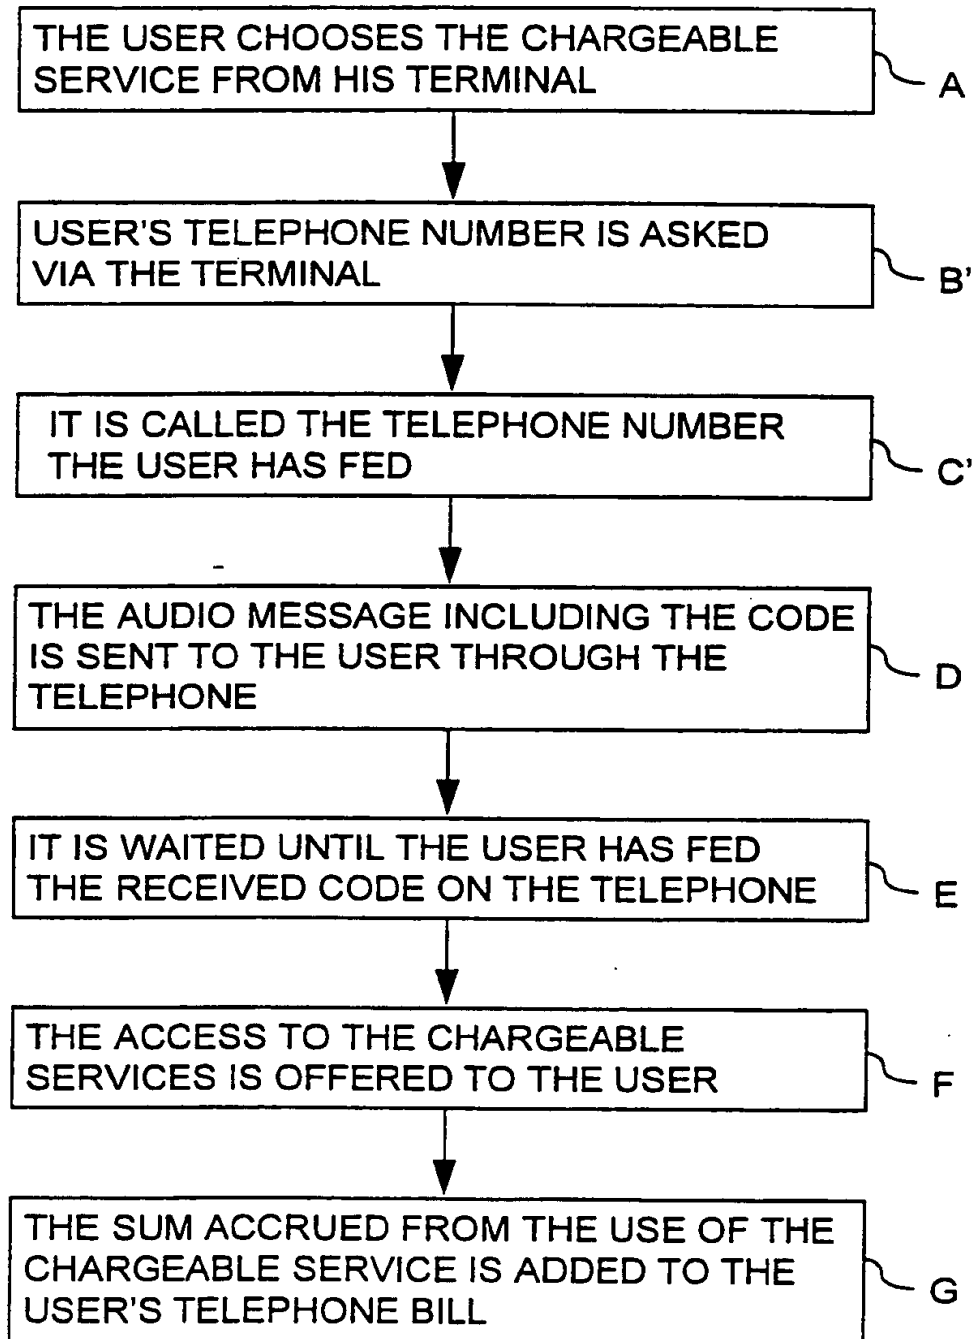 THE USER CHOOSES THE CHARGEABLE
SERVICE FROM HIS TERMINAL
A
USER'S TELEPHONE NUMBER IS ASKED
VIA THE TERMINAL
B'
IT IS CALLED THE TELEPHONE NUMBER
THE USER HAS FED
C'
THE AUDIO MESSAGE INCLUDING THE CODE
IS SENT TO THE USER THROUGH THE
TELEPHONE
D
IT IS WAITED UNTIL THE USER HAS FED
THE RECEIVED CODE ON THE TELEPHONE
E
THE ACCESS TO THE CHARGEABLE
SERVICES IS OFFERED TO THE USER
F
THE SUM ACCRUED FROM THE USE OF THE
CHARGEABLE SERVICE IS ADDED TO THE
USER'S TELEPHONE BILL
G